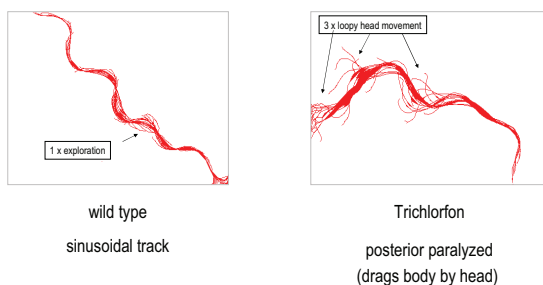 1 x exploration
wild type
sinusoidal track
3 x loopy head movement
Trichlorfon
posterior paralyzed
(drags body by head)